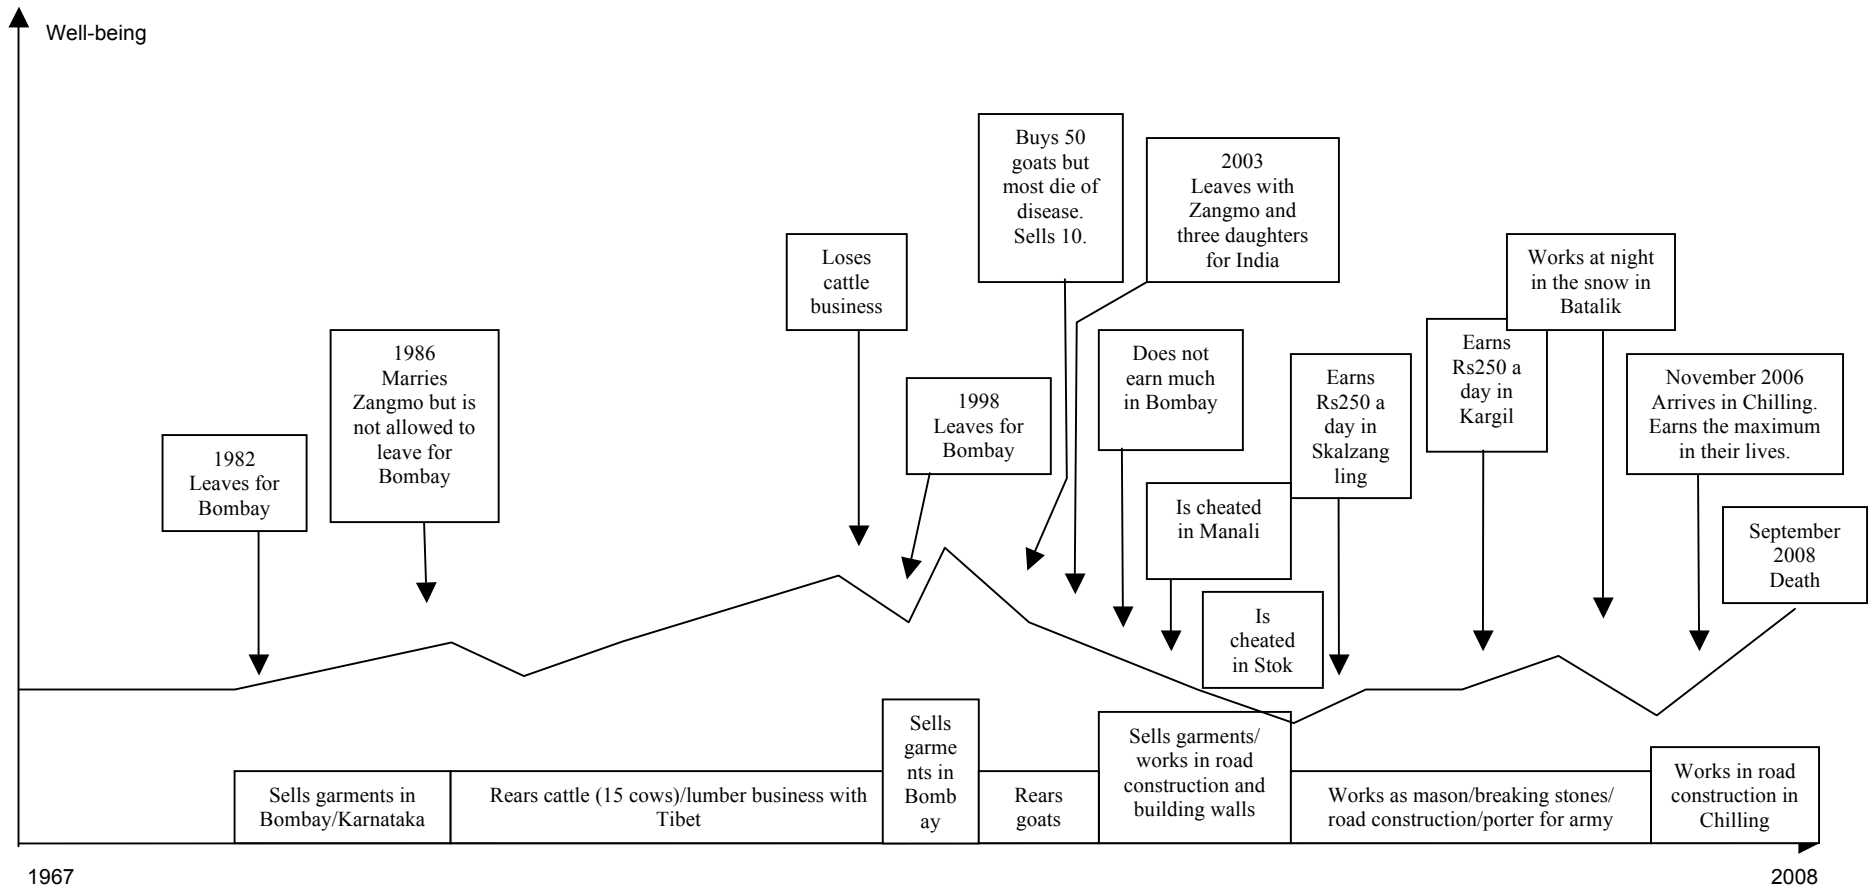 Well-being
1982
Leaves for
Bombay
1986
Marries
Zangmo but is
not allowed to
leave for
Bombay
Loses
cattle
business
1998
Leaves for
Bombay
Buys 50
goats but
most die of
disease.
Sells 10.
2003
Leaves with
Zangmo and
three daughters
for India
Does not
earn much
in Bombay
Is cheated
in Manali
Is
cheated
in Stok
Earns
Rs250 a
day in
Skalzang
ling
Earns
Rs250 a
day in
Kargil
Works at night
in the snow in
Batalik
November 2006
Arrives in Chilling.
Earns the maximum
in their lives.
September
2008
Death
Sells garments in
Bombay/Karnataka
Rears cattle (15 cows)/lumber business with
Tibet
Sells
garme
nts in
Bomb
ay
Rears
goats
Sells garments/
works in road
construction and
building walls
Works as mason/breaking stones/
road construction/porter for army
Works in road
construction in
Chilling
1967
2008